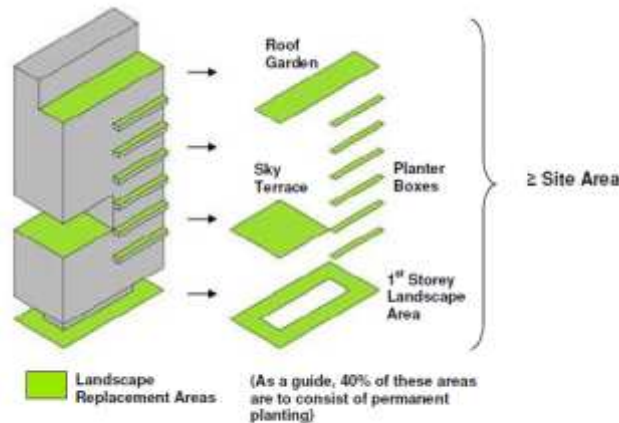 Roof
Garden
Sky
Terrace
Planter
Boxes
≥ Site Area
1st Storey
Landscape
Area
Landscape
Replacement Areas
(As a guide, 40% of these areas
are to consist of permanent
planting)